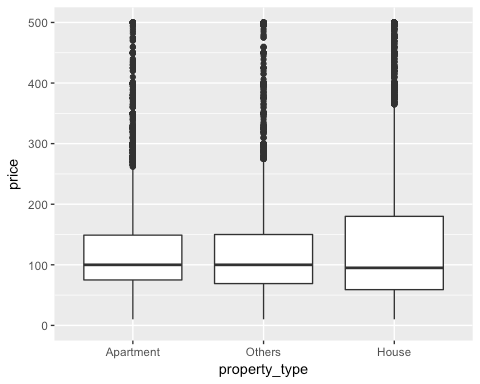 500
400
300
200
100
0
price
Apartment
Others
House
property_type